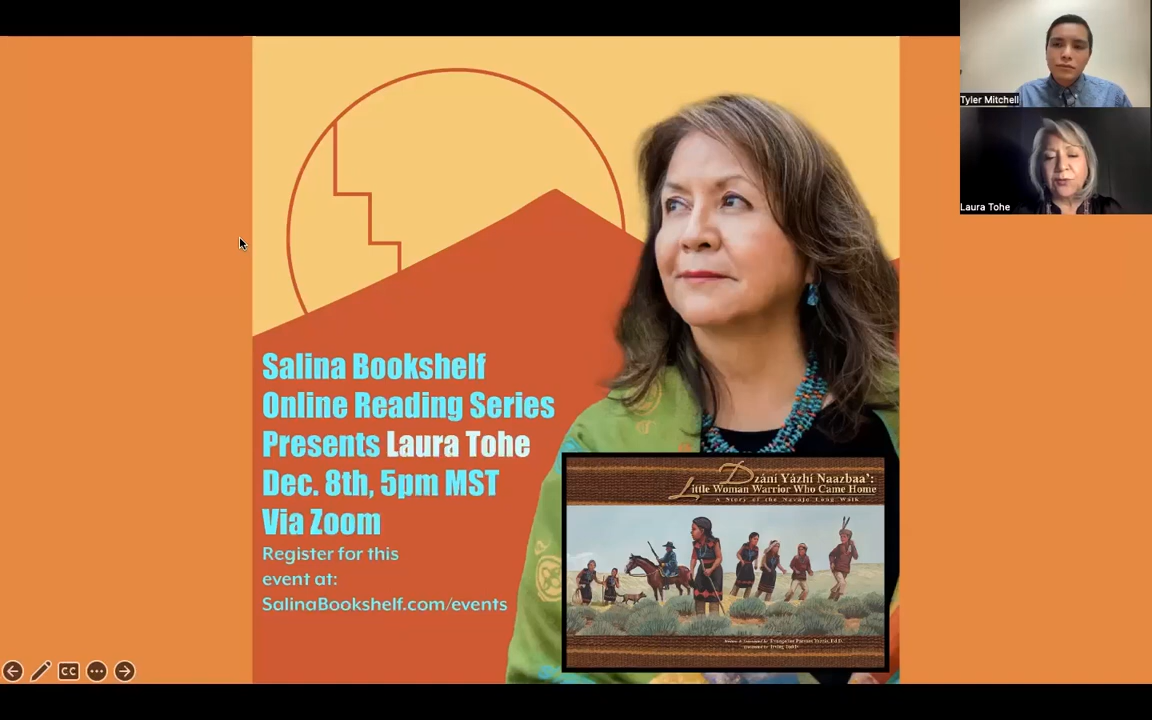 Tyler Mitchell
Laura Tohe
Salina Bookshelf
Online Reading Series
Presents Laura Tohe
Dec. 8th, 5pm MST
Via Zoom
Register for this
event at:
SalinaBookshelf.com/events
Dzání Yázhí Naazbaa':
Little Woman Warrior Who Came Home
A Story of the Navajo Long Walk
CC